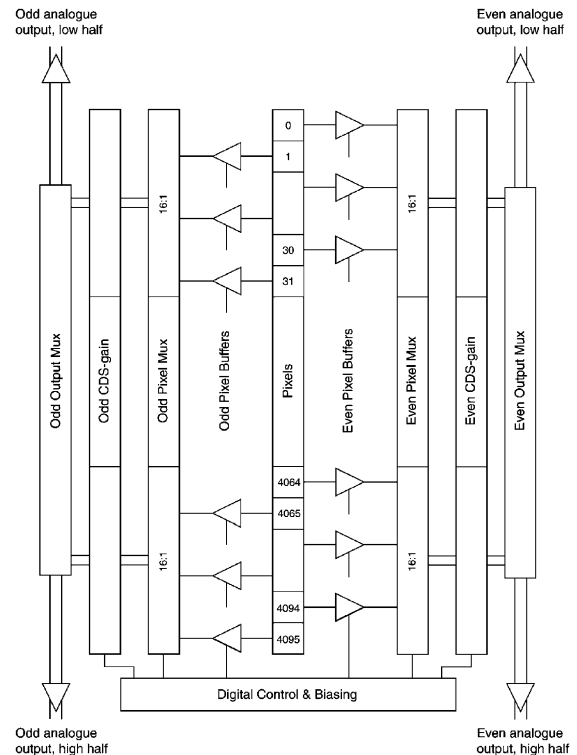 Odd analogue
output, low half
Even analogue
output, low half
0
1
16:1
16:1
30
31
Odd Output Mux
Odd CDS-gain
Odd Pixel Mux
Odd Pixel Buffers
Pixels
Even Pixel Buffers
Even Pixel Mux
Even CDS-gain
Even Output Mux
4064
4065
16:1
16:1
4094
4095
Digital Control & Biasing
Odd analogue
output, high half
Even analogue
output, high half